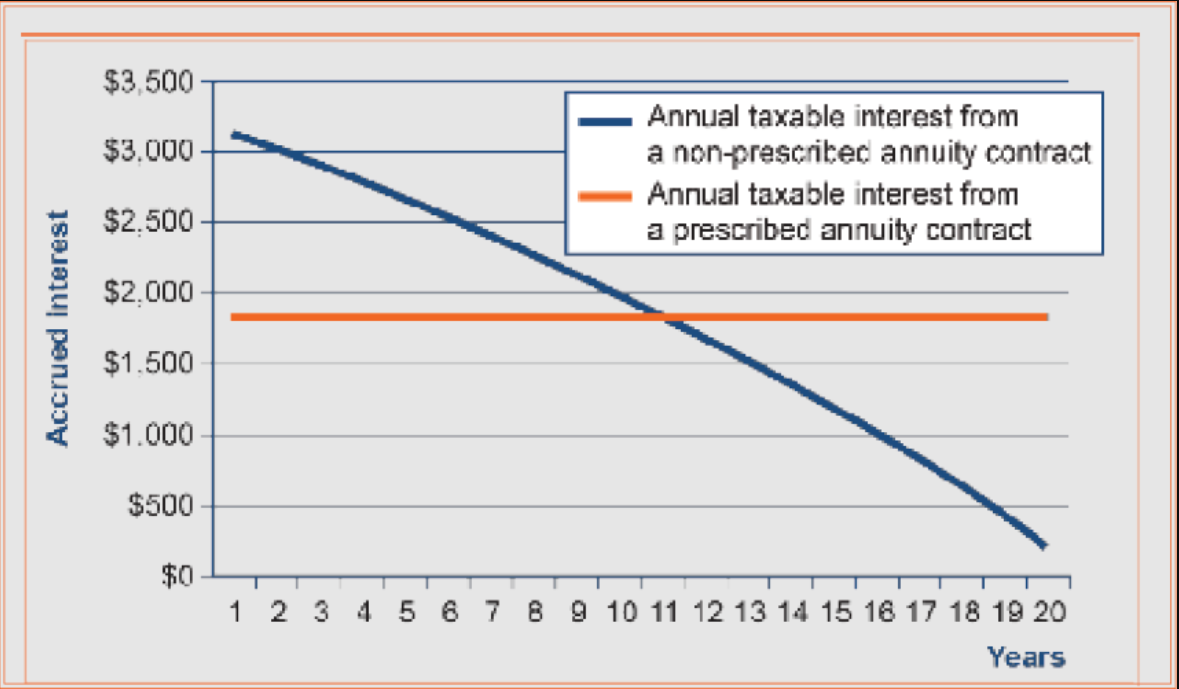 $3,500
$3,000
$2,500
$2,000
$1,500
$1,000
$500
$0
Accrued Interest
Annual taxable interest from
a non-prescribed annuity contract
Annual taxable interest from
a prescribed annuity contract
1 2 3 4 5 6 7 8 9 10 11 12 13 14 15 16 17 18 19 20
Years